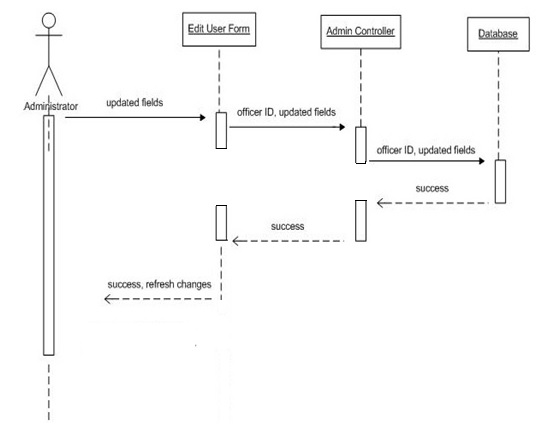 Edit User Form
Admin Controller
Database
Administrator
updated fields
officer ID, updated fields
officer ID, updated fields
success
success
success, refresh changes